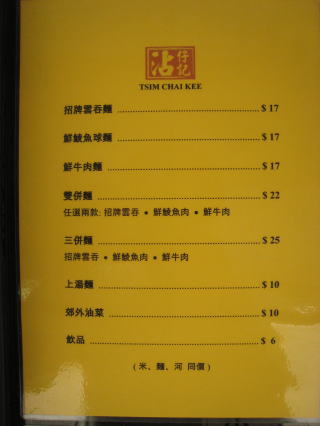 沾仔記
TSIM CHAI KEE
招牌雲吞麵 $ 17
鮮鯪魚球麵 $ 17
鮮牛肉麵 $ 17
雙併麵 $ 22
任選兩款: 招牌雲吞 ● 鮮鯪魚肉 ● 鮮牛肉
三併麵 $ 25
招牌雲吞 ● 鮮鯪魚肉 ● 鮮牛肉
上湯麵 $ 10
郊外油菜 $ 10
飲品 $ 6
( 米、麵、河 同價 )